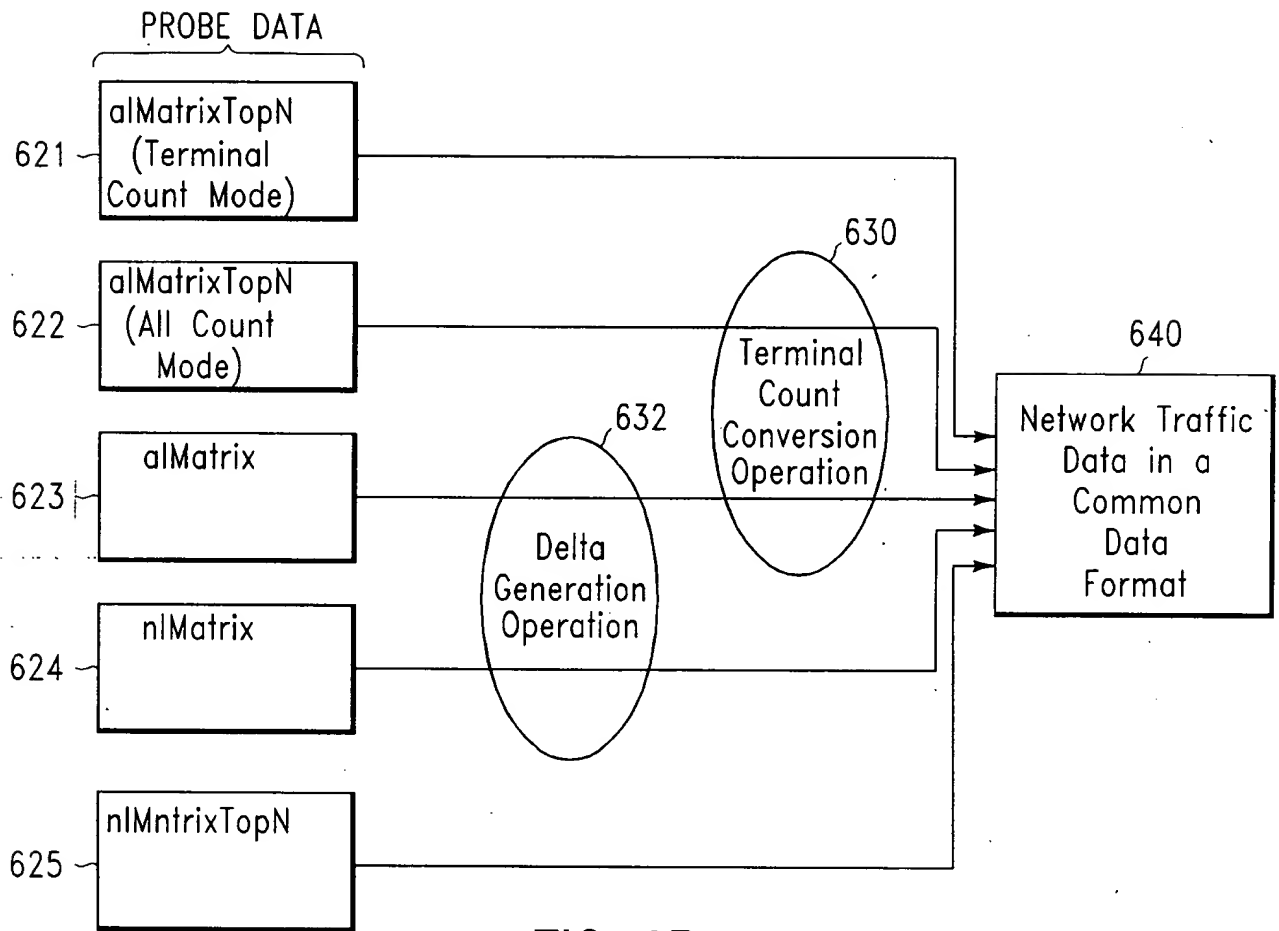 PROBE DATA
621
alMatrixTopN
(Terminal
Count Mode)
622
alMatrixTopN
(All Count
Mode)
623
alMatrix
624
nlMatrix
625
nlMntrixTopN
632
Delta
Generation
Operation
630
Terminal
Count
Conversion
Operation
640
Network Traffic
Data in a
Common
Data
Format